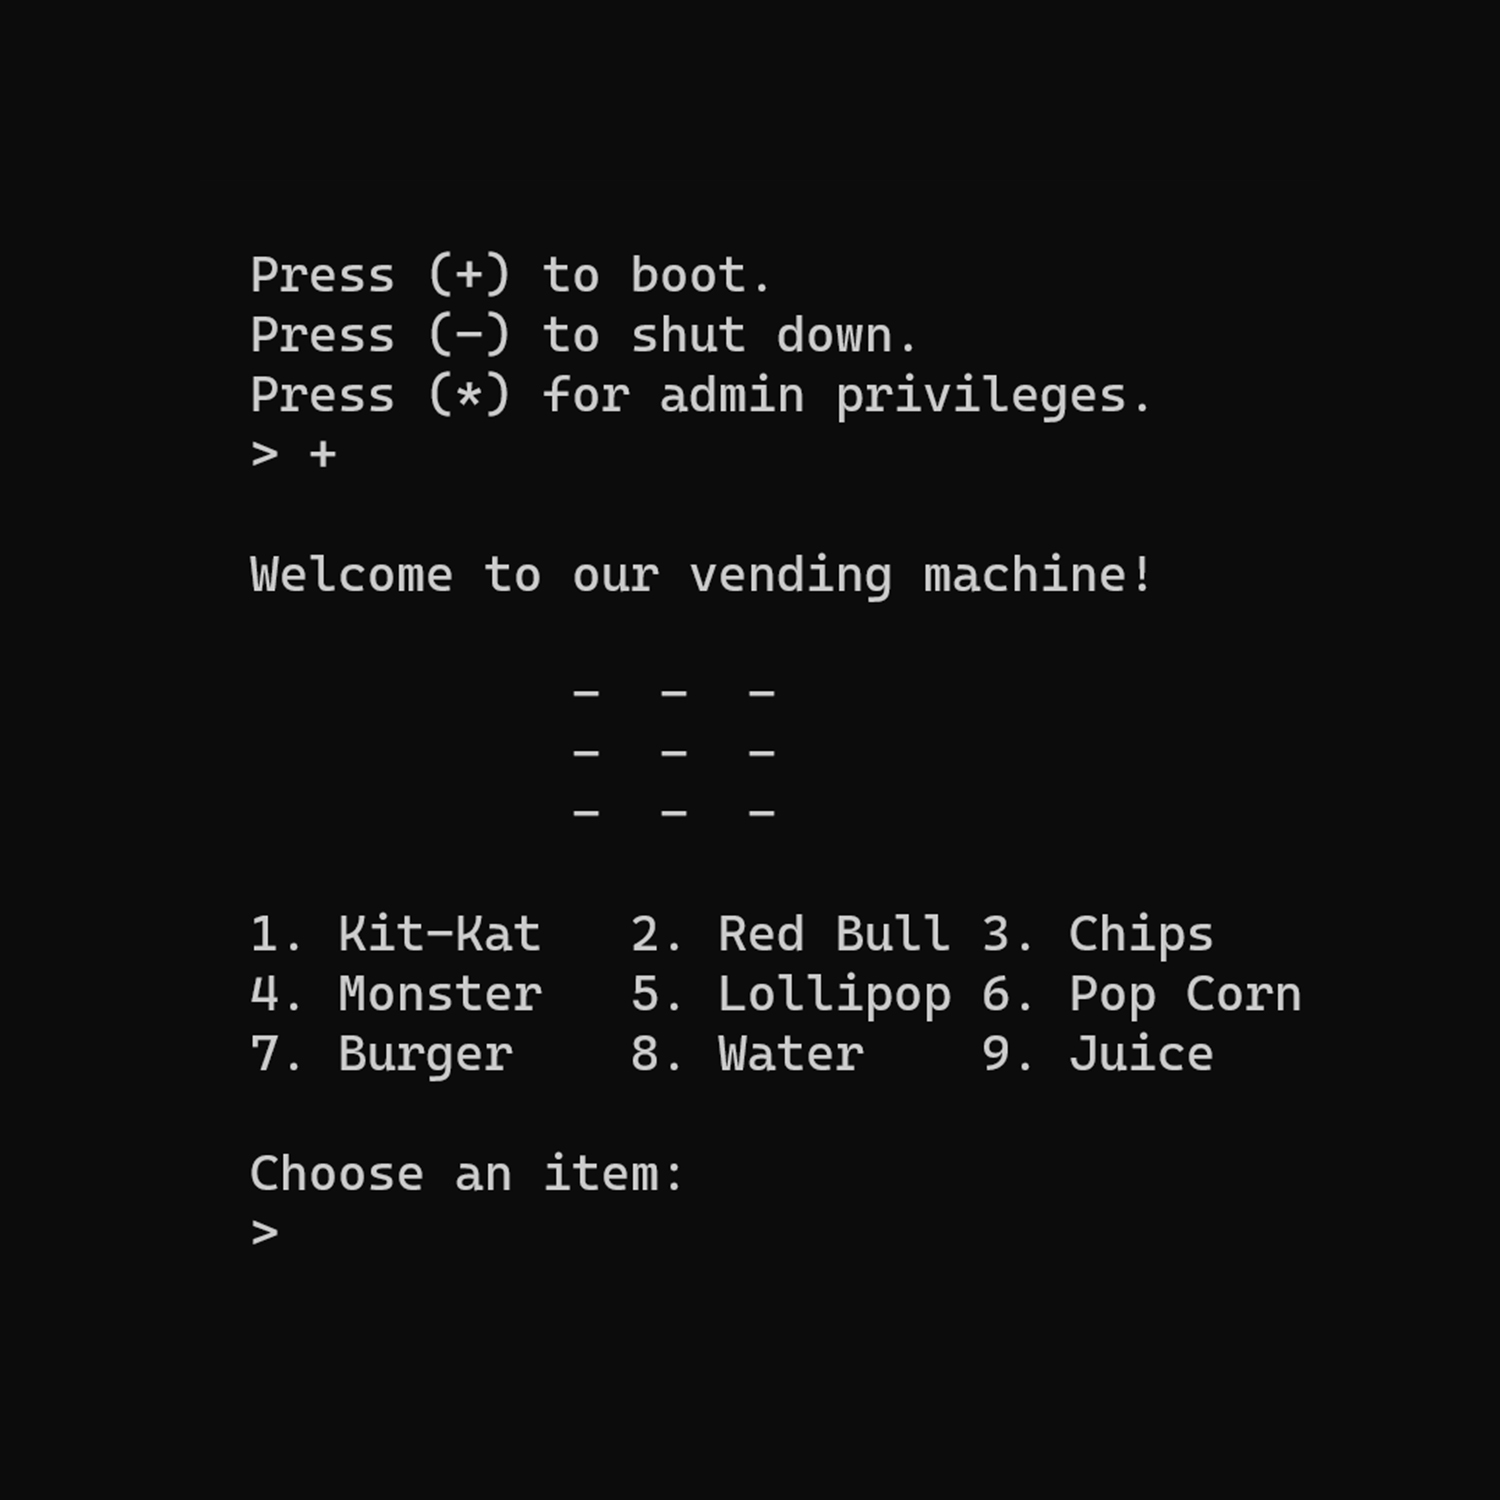 Press (+) to boot.
Press (-) to shut down.
Press (*) for admin privileges.
> +
Welcome to our vending machine!
- - -
- - -
- - -
1. Kit-Kat 2. Red Bull 3. Chips
4. Monster 5. Lollipop 6. Pop Corn
7. Burger 8. Water 9. Juice
Choose an item:
>